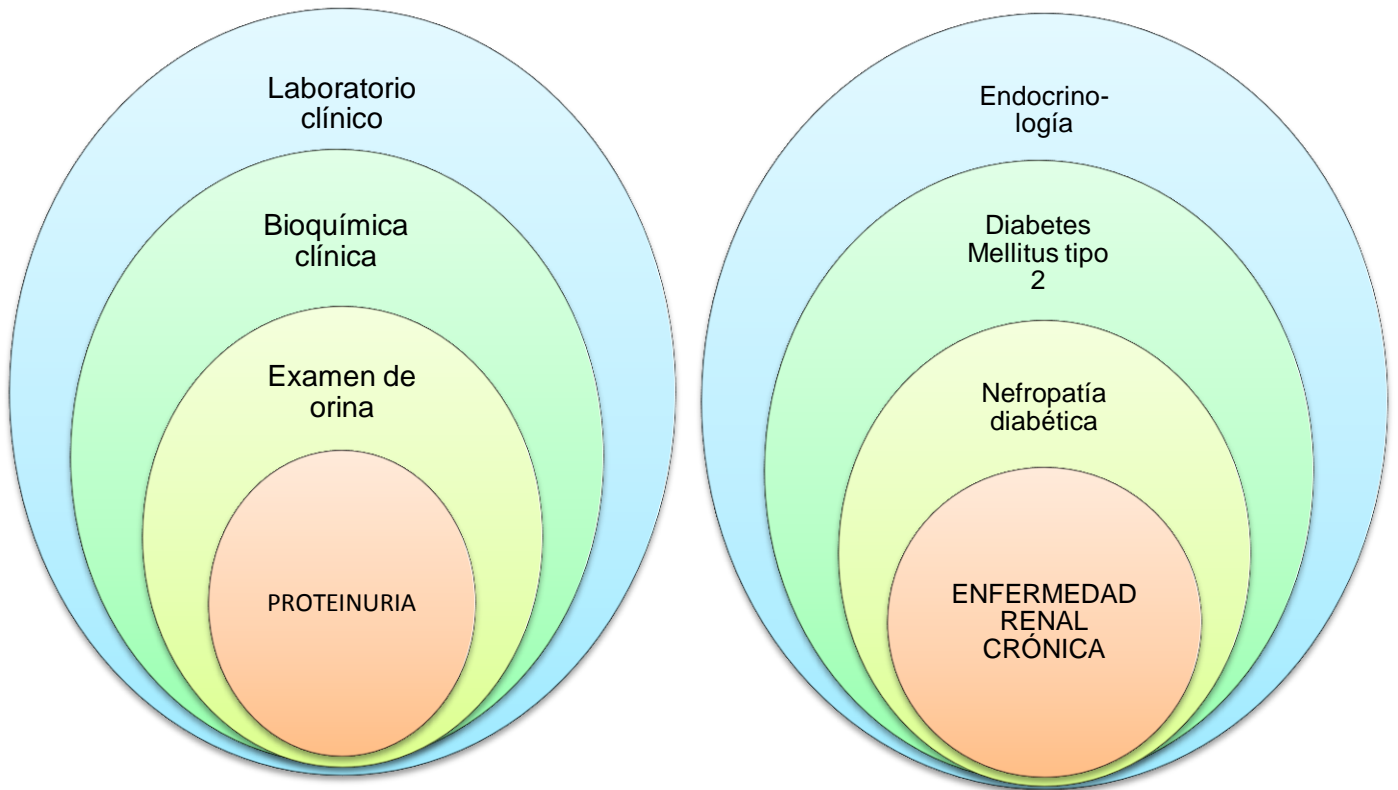 Laboratorio
clínico
Bioquímica
clínica
Examen de
orina
PROTEINURIA
Endocrino-
logía
Diabetes
Mellitus tipo
2
Nefropatía
diabética
ENFERMEDAD
RENAL
CRÓNICA